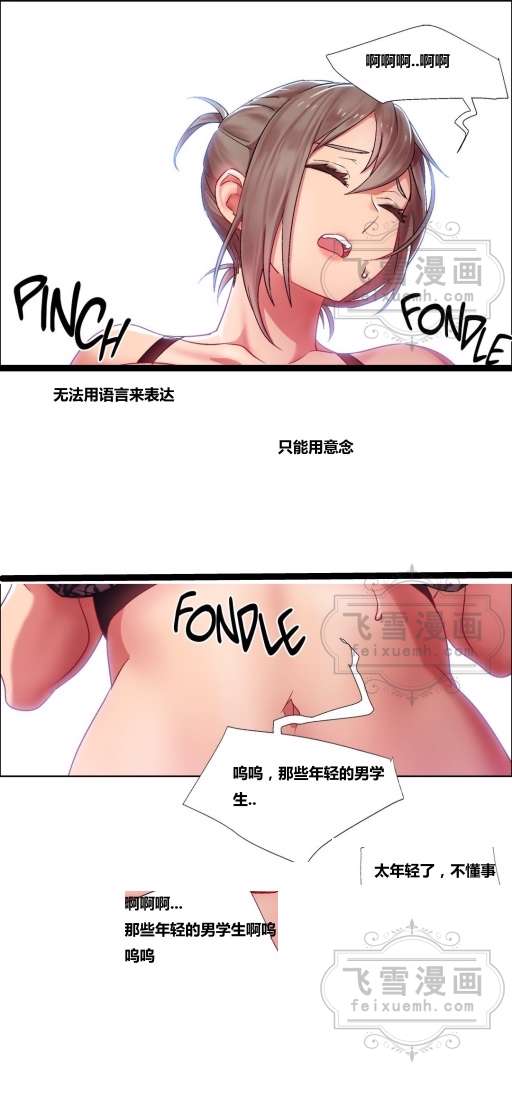 啊啊啊..啊啊
飞雪漫画
feixuemh.com
PINCH
FONDLE
无法用语言来表达
只能用意念
FONDLE
飞雪漫画
feixuemh.com
呜呜，那些年轻的男学
生..
太年轻了，不懂事
啊啊啊...
那些年轻的男学生啊呜
呜呜
飞雪漫画
feixuemh.com